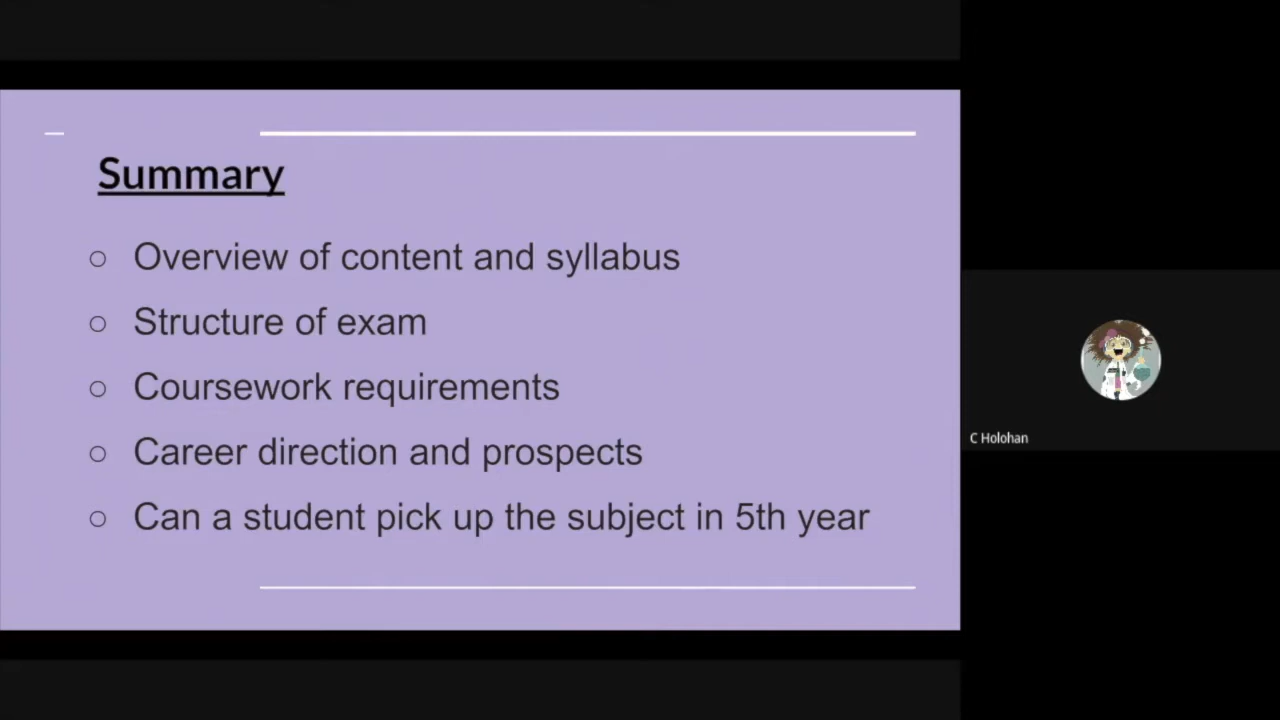 Summary
Overview of content and syllabus
Structure of exam
Coursework requirements
Career direction and prospects
Can a student pick up the subject in 5th year
C Holohan